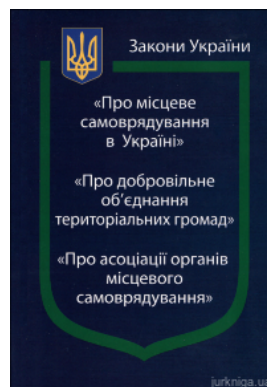 Закони України
«Про місцеве
самоврядування
в Україні»
«Про добровільне
об’єднання
територіальних громад»
«Про асоціації органів
місцевого
самоврядування»
jurkniga.ua